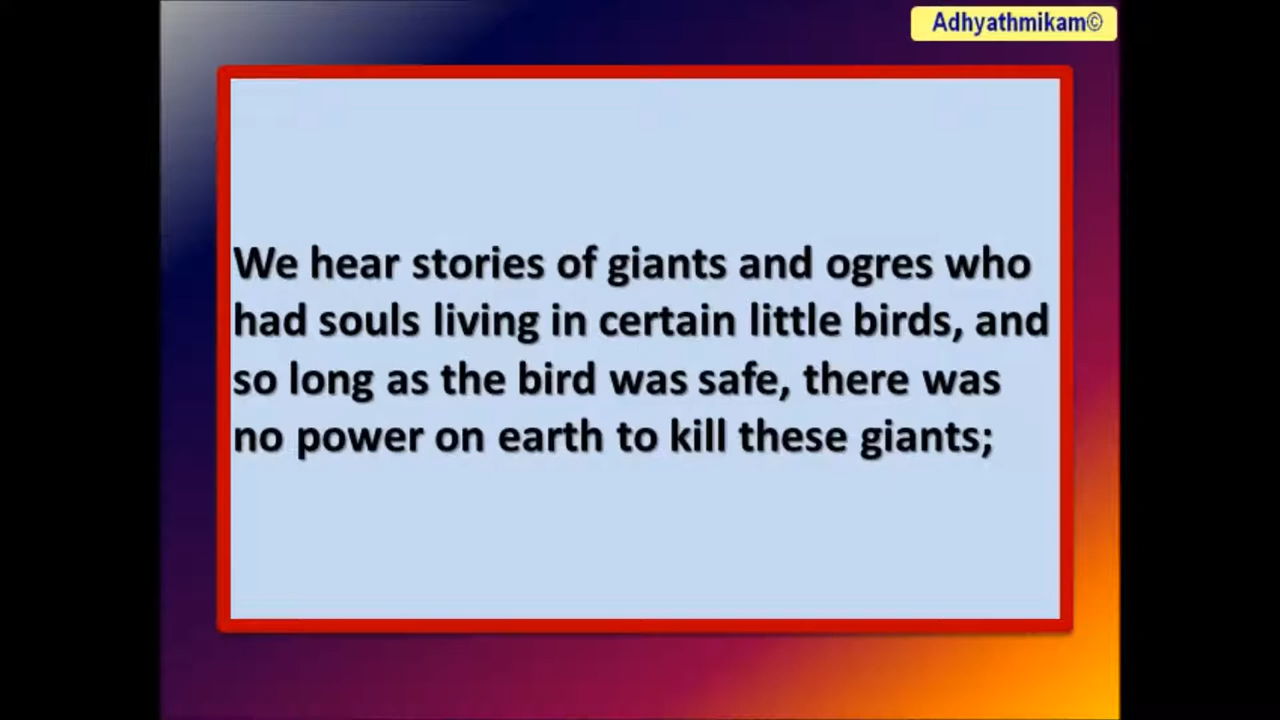 Adhyathmikam©
We hear stories of giants and ogres who
had souls living in certain little birds, and
so long as the bird was safe, there was
no power on earth to kill these giants;